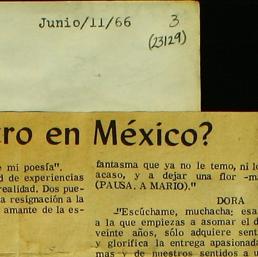 Junio/11/66
3
(23129)
ro en México?
mi poesía".
d de experiencias
realidad. Dos pue-
a resignación a la
amante de la es-
fantasma que ya no le temo, ni l
acaso, y a dejar una flor -m
(PAUSA. A MARIO)."
DORA
-"Escúchame, muchacha: esa
a la que empiezas a asomar el d
veinte años, sólo adquiere sent
y glorifica la entrega apasionada
mas y de nuestros sentidos a u